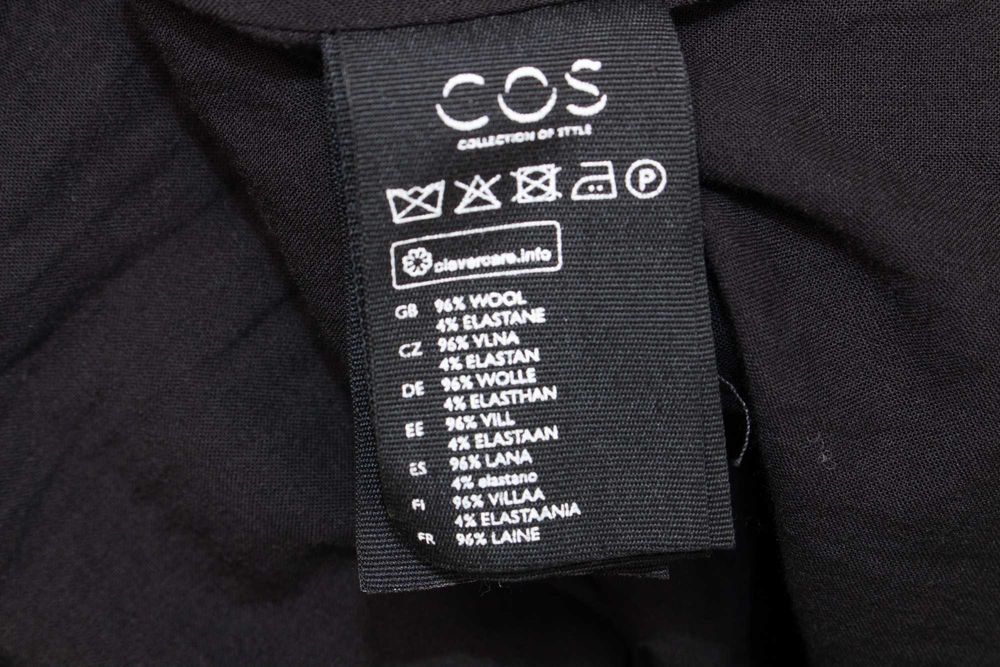 COS
COLLECTION OF STYLE
P
clevercare.info
GB 96% WOOL
4% ELASTANE
CZ 96% VLNA
4% ELASTAN
DE 96% WOLLE
4% ELASTHAN
EE 96% VILL
4% ELASTAAN
ES 96% LANA
4% elastano
FI 96% VILLAA
4% ELASTAANIA
FR 96% LAINE